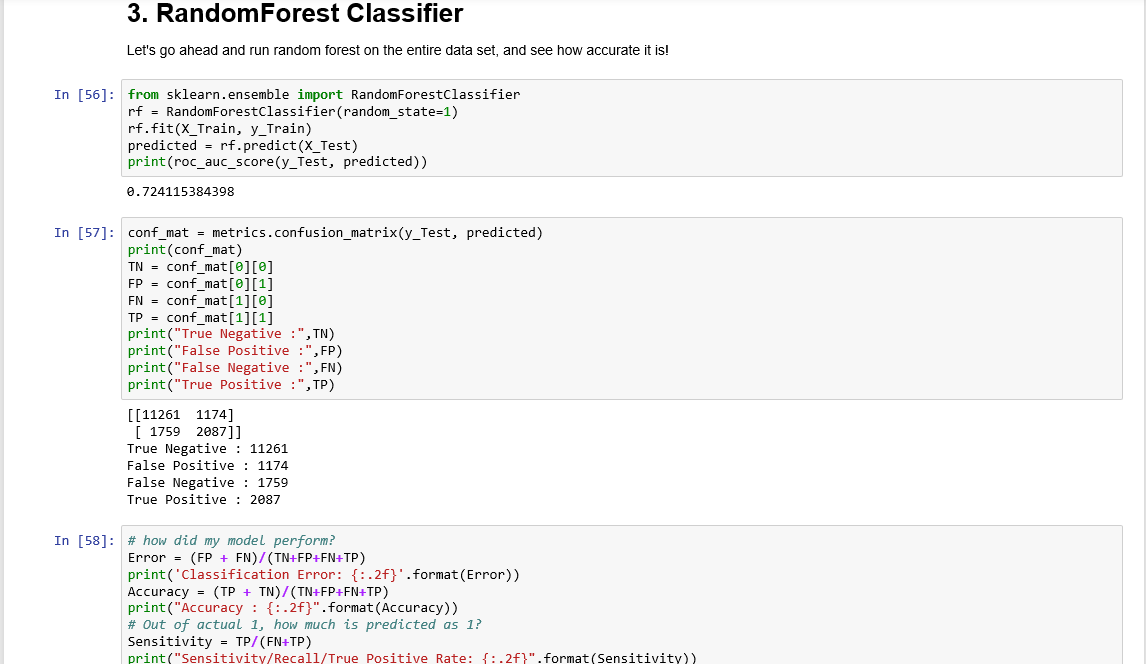 3. RandomForest Classifier
Let's go ahead and run random forest on the entire data set, and see how accurate it is!
In [56]:
from sklearn.ensemble import RandomForestClassifier
rf = RandomForestClassifier(random_state=1)
rf.fit(X_Train, y_Train)
predicted = rf.predict(X_Test)
print(roc_auc_score(y_Test, predicted))
0.724115384398
In [57]:
conf_mat = metrics.confusion_matrix(y_Test, predicted)
print(conf_mat)
TN = conf_mat[0][0]
FP = conf_mat[0][1]
FN = conf_mat[1][0]
TP = conf_mat[1][1]
print("True Negative :",TN)
print("False Positive :",FP)
print("False Negative :",FN)
print("True Positive :",TP)
[[11261  1174]
 [ 1759  2087]]
True Negative : 11261
False Positive : 1174
False Negative : 1759
True Positive : 2087
In [58]:
# how did my model perform?
Error = (FP + FN)/(TN+FP+FN+TP)
print('Classification Error: {:.2f}'.format(Error))
Accuracy = (TP + TN)/(TN+FP+FN+TP)
print("Accuracy : {:.2f}".format(Accuracy))
# Out of actual 1, how much is predicted as 1?
Sensitivity = TP/(FN+TP)
print("Sensitivity/Recall/True Positive Rate: {:.2f}".format(Sensitivity))